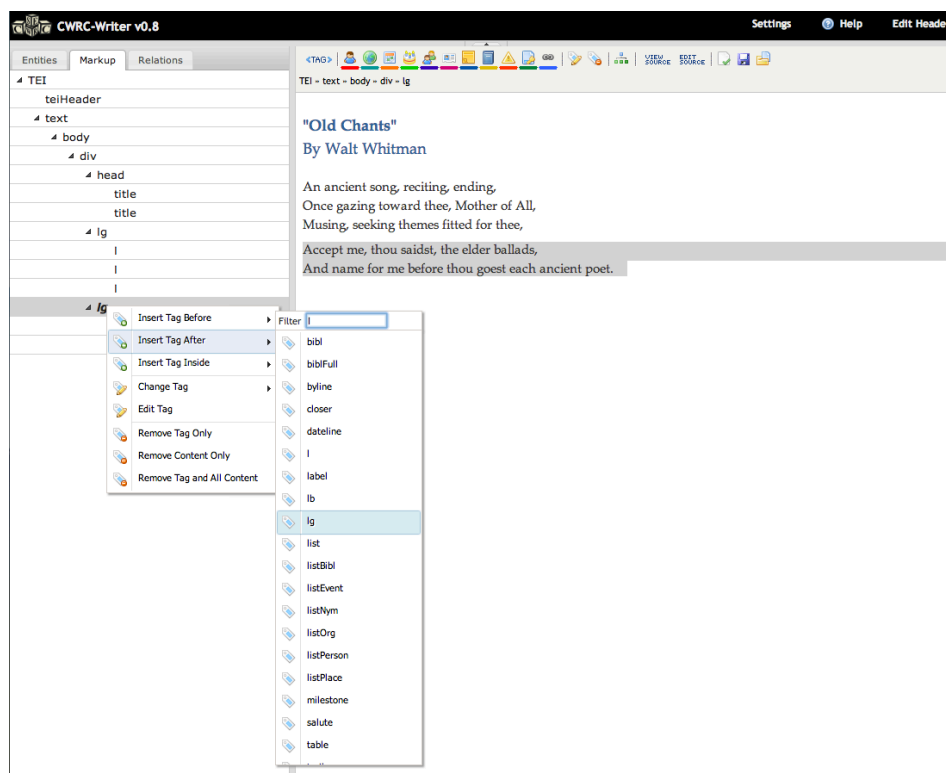 CWRC-Writer v0.8
Settings
Help
Edit Heade
Entities
Markup
Relations
<TAG>
VIEW SOURCE
EDIT SOURCE
TEI » text » body » div » lg
TEI
teiHeader
text
body
div
head
title
title
lg
l
l
l
lg
"Old Chants"
By Walt Whitman
An ancient song, reciting, ending,
Once gazing toward thee, Mother of All,
Musing, seeking themes fitted for thee,
Accept me, thou saidst, the elder ballads,
And name for me before thou goest each ancient poet.
Insert Tag Before
Insert Tag After
Insert Tag Inside
Change Tag
Edit Tag
Remove Tag Only
Remove Content Only
Remove Tag and All Content
Filter l
bibl
biblFull
byline
closer
dateline
l
label
lb
lg
list
listBibl
listEvent
listNym
listOrg
listPerson
listPlace
milestone
salute
table